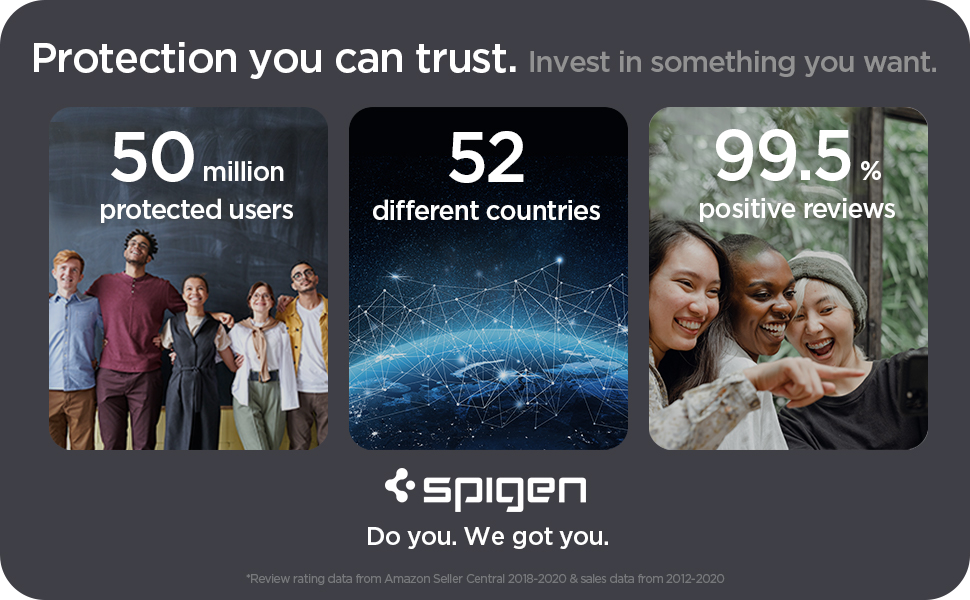 Protection you can trust. Invest in something you want.
50 million
protected users
52
different countries
99.5 %
positive reviews
spigen
Do you. We got you.
*Review rating data from Amazon Seller Central 2018-2020 & sales data from 2012-2020